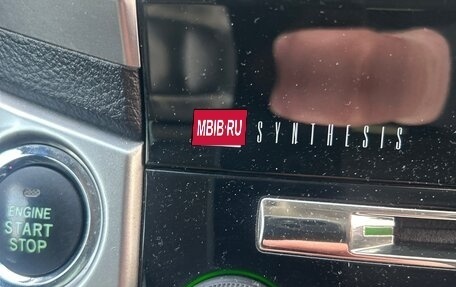 MBIB.RU
SYNTHESIS
ENGINE
START
STOP